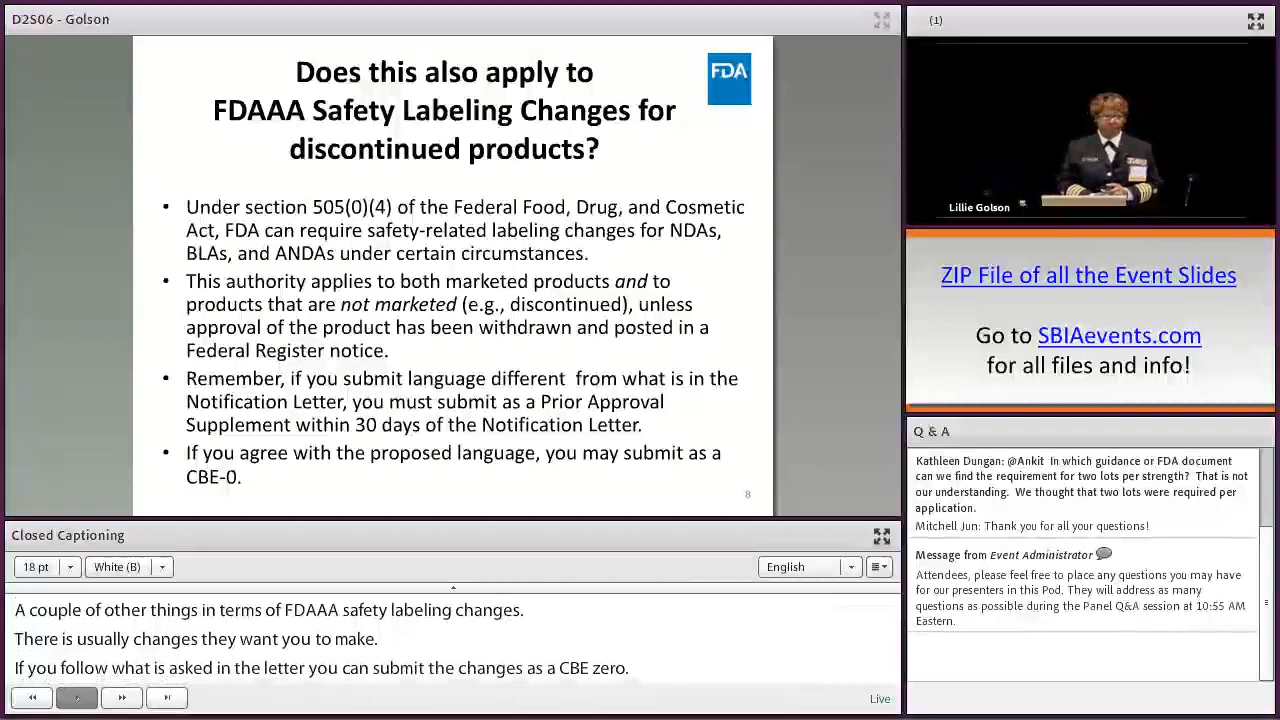 D2S06 - Golson
Does this also apply to
FDAAA Safety Labeling Changes for
discontinued products?
FDA
• Under section 505(0)(4) of the Federal Food, Drug, and Cosmetic
Act, FDA can require safety-related labeling changes for NDAs,
BLAs, and ANDAs under certain circumstances.
• This authority applies to both marketed products and to
products that are not marketed (e.g., discontinued), unless
approval of the product has been withdrawn and posted in a
Federal Register notice.
• Remember, if you submit language different  from what is in the
Notification Letter, you must submit as a Prior Approval
Supplement within 30 days of the Notification Letter.
• If you agree with the proposed language, you may submit as a
CBE-0.
8
Closed Captioning
18 pt
White (B)
English
A couple of other things in terms of FDAAA safety labeling changes.
There is usually changes they want you to make.
If you follow what is asked in the letter you can submit the changes as a CBE zero.
Live
(1)
Lillie Golson
ZIP File of all the Event Slides
Go to SBIAevents.com
for all files and info!
Q & A
Kathleen Dungan: @Ankit  In which guidance or FDA document
can we find the requirement for two lots per strength?  That is not
our understanding.  We thought that two lots were required per
application.
Mitchell Jun: Thank you for all your questions!
Message from Event Administrator
Attendees, please feel free to place any questions you may have
for our presenters in this Pod. They will address as many
questions as possible during the Panel Q&A session at 10:55 AM
Eastern.